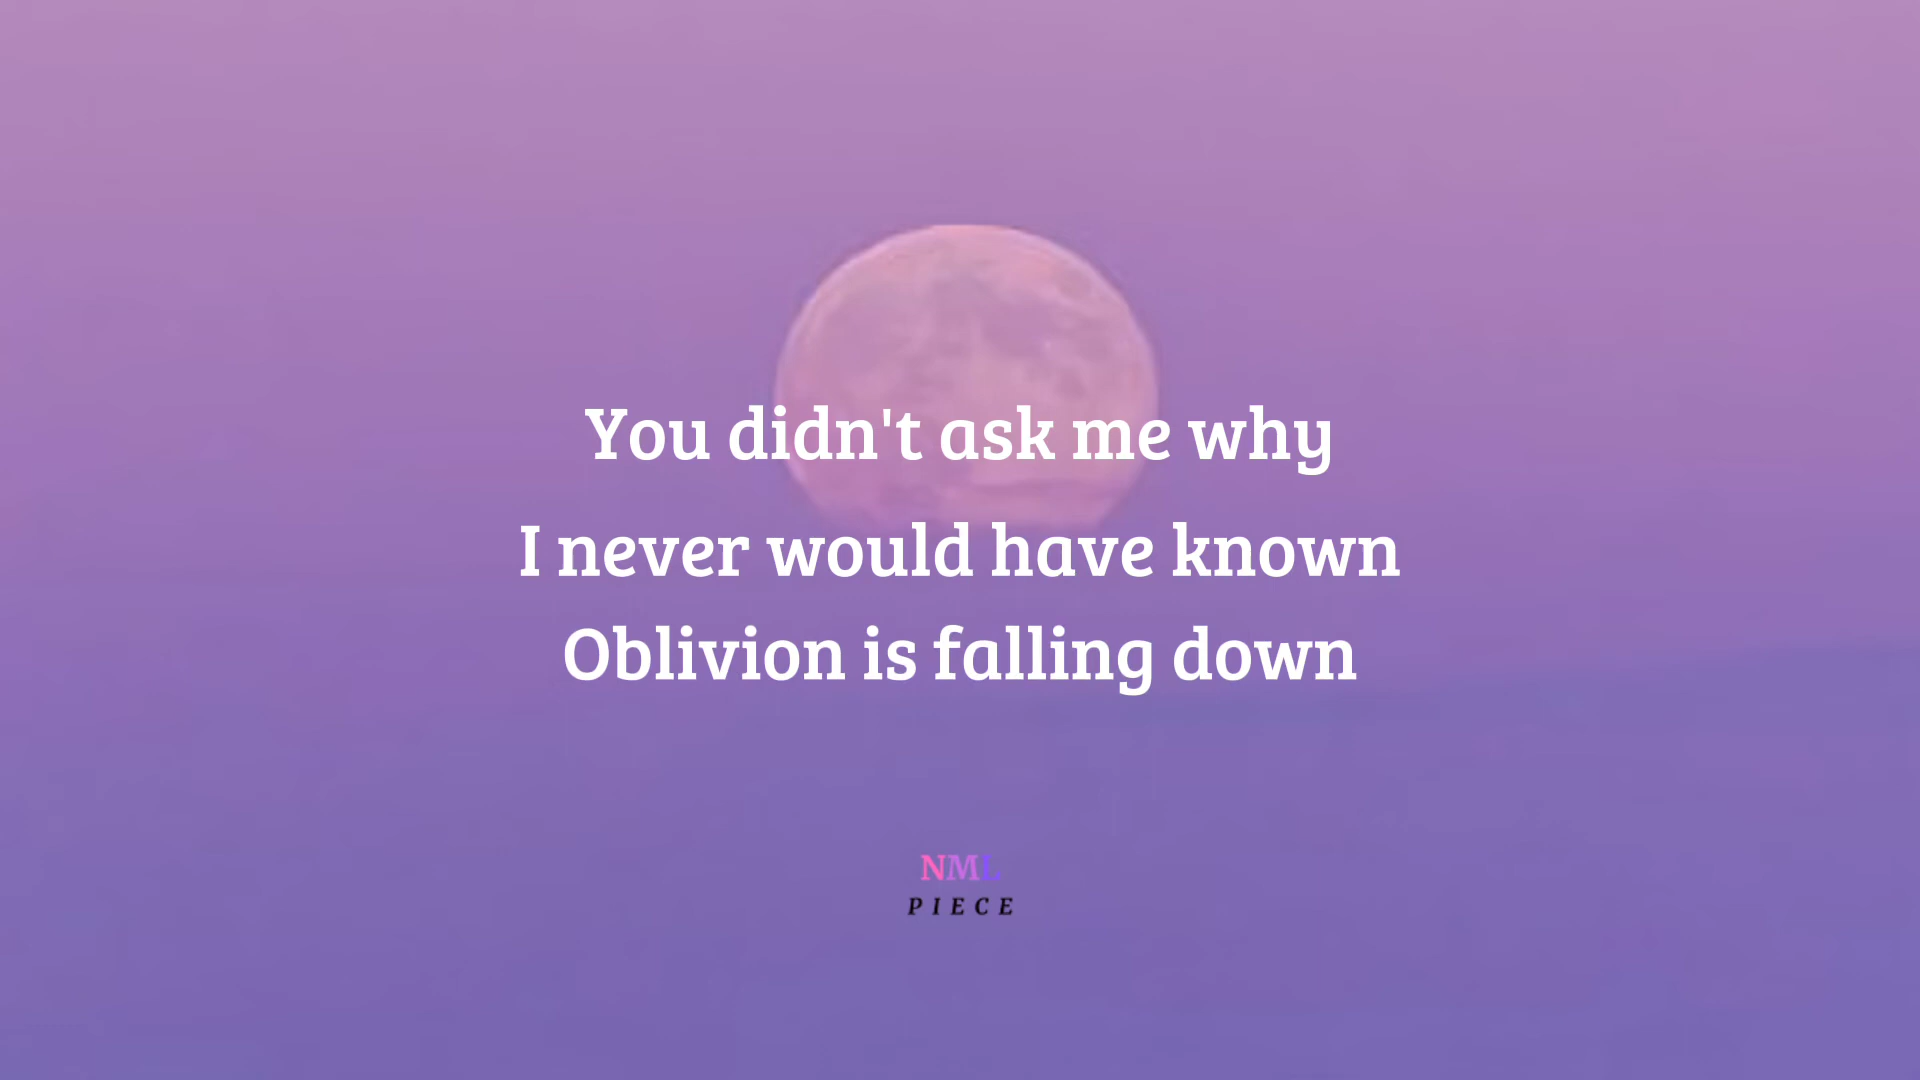 You didn't ask me why
I never would have known
Oblivion is falling down
NML
PIECE